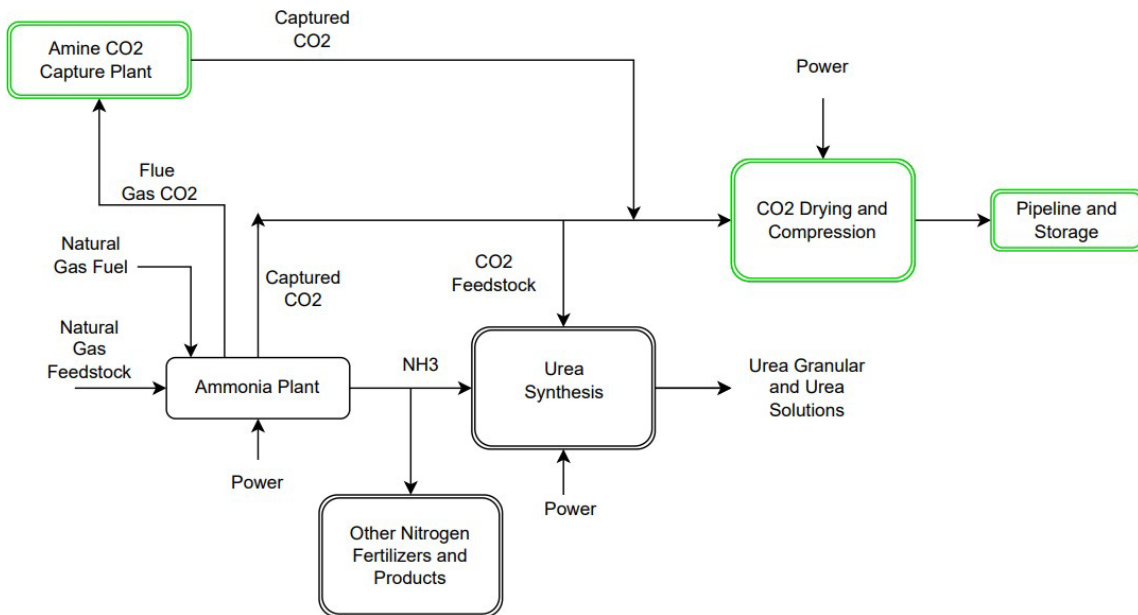 Captured
CO2
Amine CO2
Capture Plant
Power
Flue
Gas CO2
CO2 Drying and
Compression
Pipeline and
Storage
Natural
Gas Fuel
Captured
CO2
CO2
Feedstock
Natural
Gas
Feedstock
Ammonia Plant
NH3
Urea
Synthesis
Urea Granular
and Urea
Solutions
Power
Power
Other Nitrogen
Fertilizers and
Products